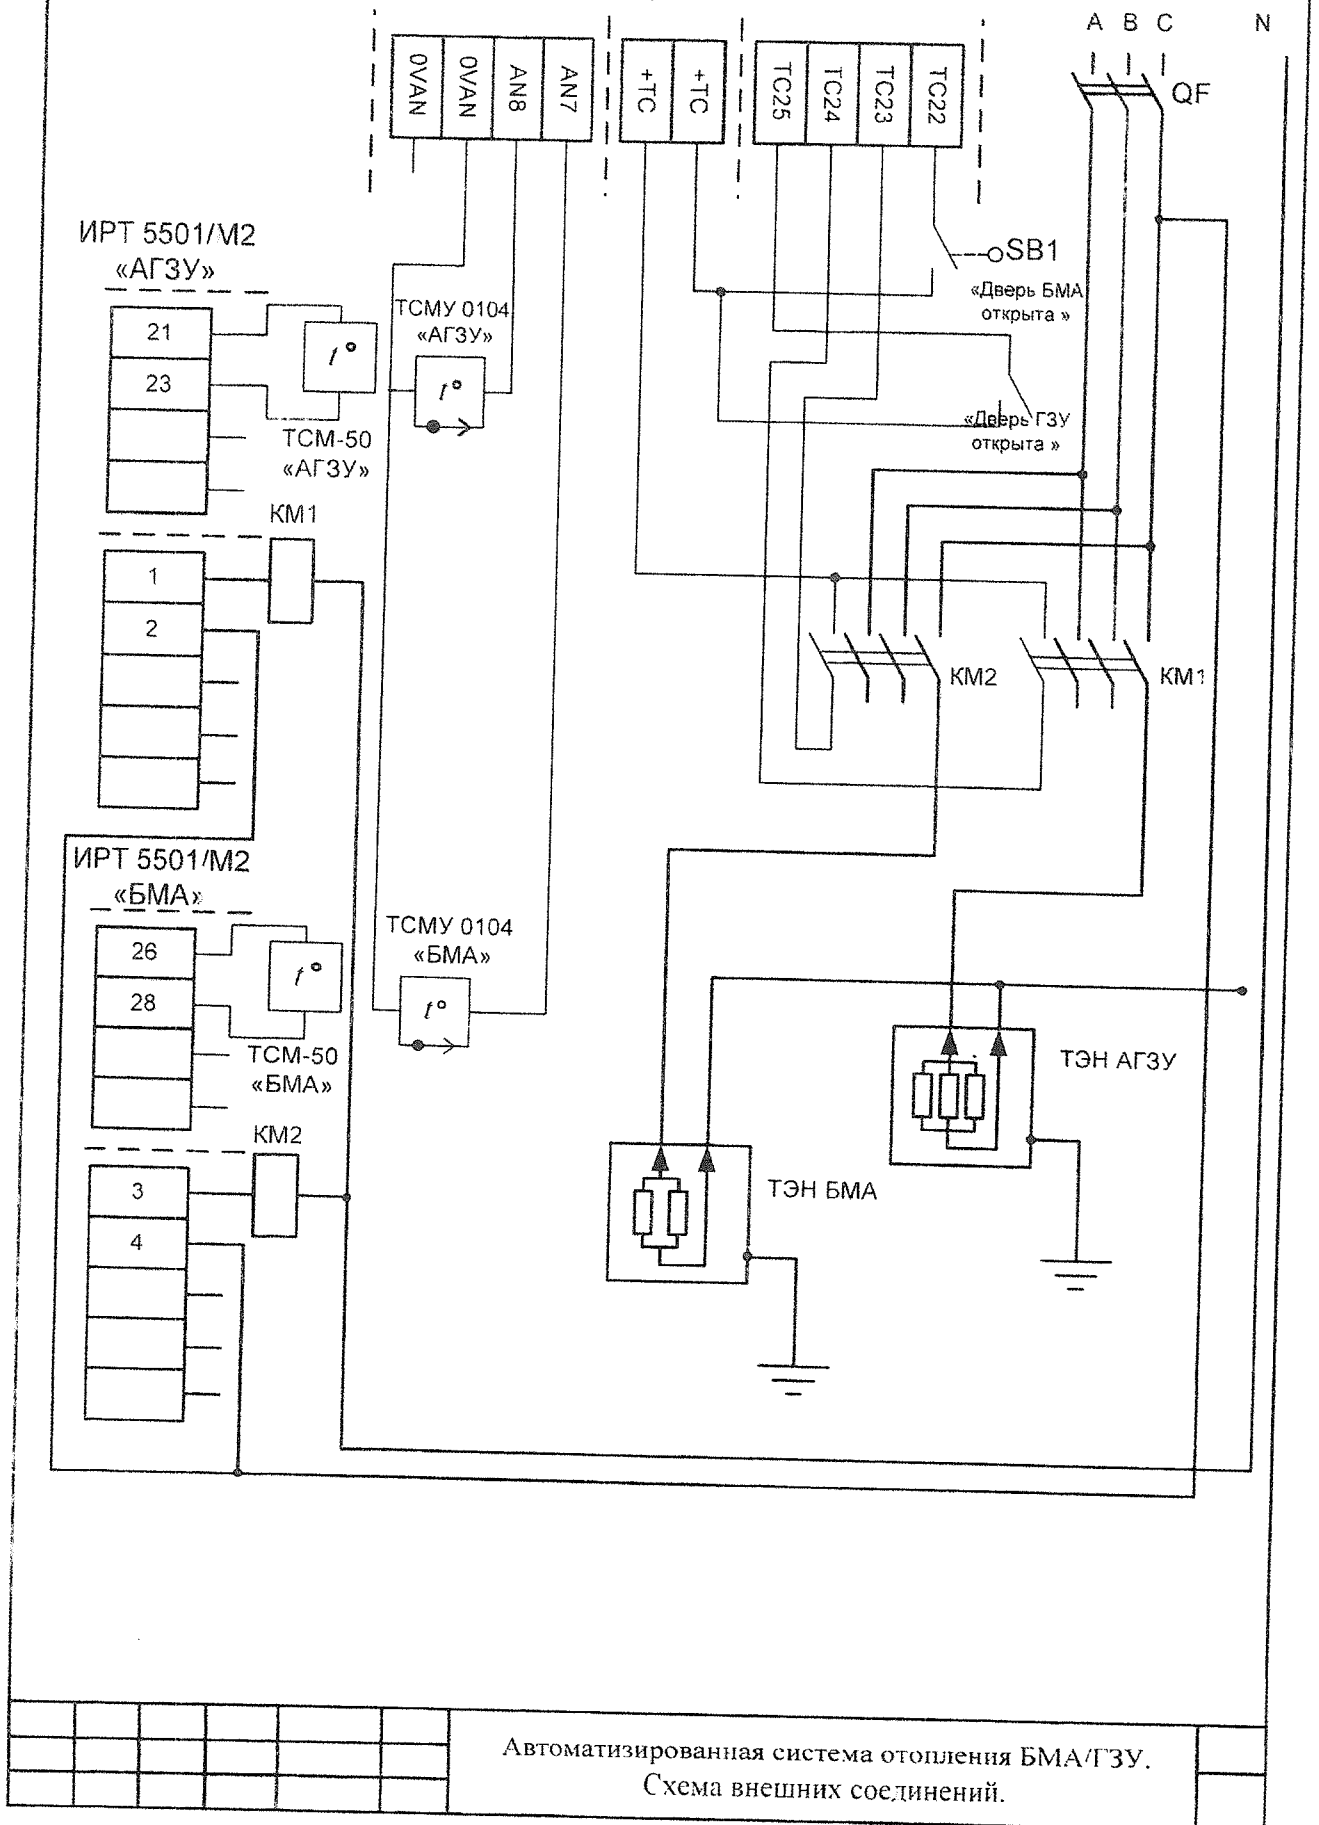 A B C N
QF
0VAN 0VAN AN8 AN7 +TC +TC TC25 TC24 TC23 TC22
SB1
«Дверь БМА
открыта »
ИРТ 5501/М2
«АГЗУ»
21
23
t°
ТСМ-50
«АГЗУ»
ТСМУ 0104
«АГЗУ»
t°
«Дверь ГЗУ
открыта »
КМ1
1
2
КМ2
КМ1
ИРТ 5501/М2
«БМА»
26
28
t°
ТСМ-50
«БМА»
ТСМУ 0104
«БМА»
t°
ТЭН АГЗУ
КМ2
3
4
ТЭН БМА
Автоматизированная система отопления БМА/ГЗУ.
Схема внешних соединений.